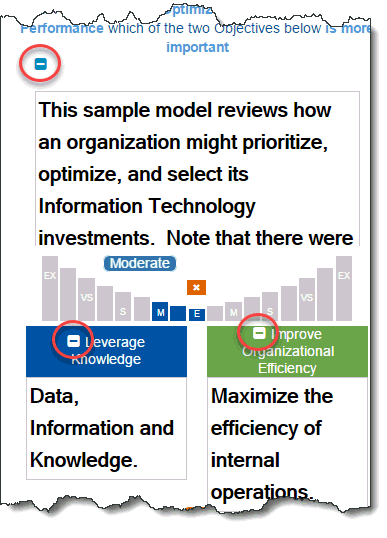 Optimiz
Performance which of the two Objectives below is more
important
This sample model reviews how
an organization might prioritize,
optimize, and select its
Information Technology
investments. Note that there were
Moderate
EX VS S M E M S VS EX
Leverage
Knowledge
Improve
Organizational
Efficiency
Data,
Information and
Knowledge.
Maximize the
efficiency of
internal
operations.